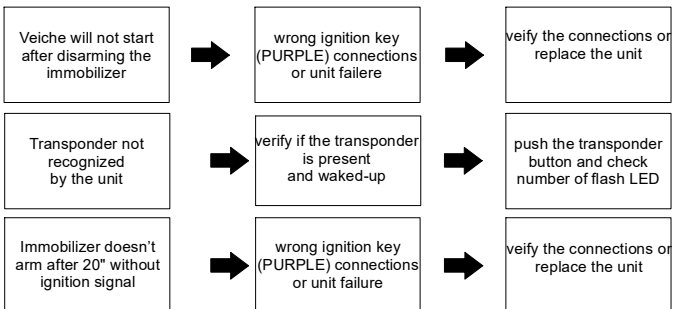 Veiche will not start
after disarming the
immobilizer
wrong ignition key
(PURPLE) connections
or unit failere
veify the connections or
replace the unit
Transponder not
recognized
by the unit
verify if the transponder
is present
and waked-up
push the transponder
button and check
number of flash LED
Immobilizer doesn't
arm after 20" without
ignition signal
wrong ignition key
(PURPLE) connections
or unit failure
veify the connections or
replace the unit